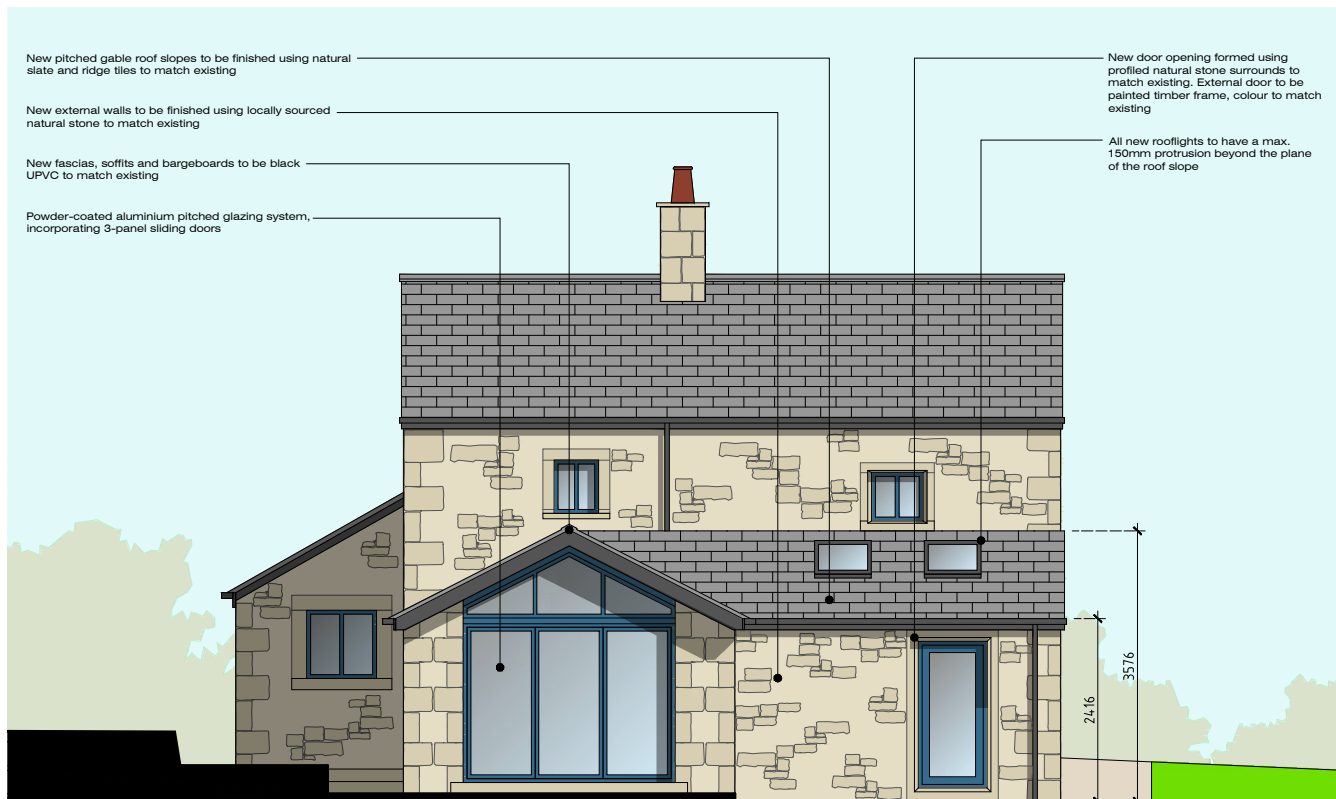 New pitched gable roof slopes to be finished using natural
slate and ridge tiles to match existing
New external walls to be finished using locally sourced
natural stone to match existing
New fascias, soffits and bargeboards to be black
UPVC to match existing
Powder-coated aluminium pitched glazing system,
incorporating 3-panel sliding doors
New door opening formed using
profiled natural stone surrounds to
match existing. External door to be
painted timber frame, colour to match
existing
All new rooflights to have a max.
150mm protrusion beyond the plane
of the roof slope
2416
3576